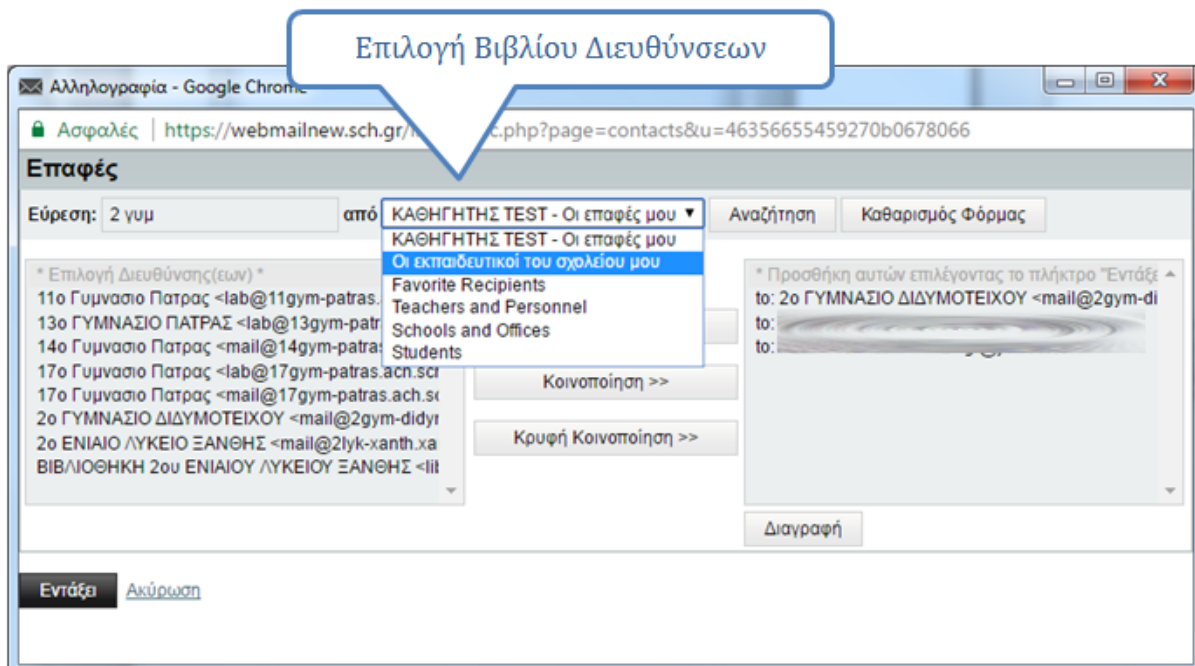 Επιλογή Βιβλίου Διευθύνσεων
Αλληλογραφία - Google Chrome
Ασφαλές | https://webmailnew.sch.gr/ c.php?page=contacts&u=46356655459270b0678066
Επαφές
Εύρεση: 2 γυμ από ΚΑΘΗΓΗΤΗΣ TEST - Οι επαφές μου Αναζήτηση Καθαρισμός Φόρμας
ΚΑΘΗΓΗΤΗΣ TEST - Οι επαφές μου
Οι εκπαιδευτικοί του σχολείου μου
Favorite Recipients
Teachers and Personnel
Schools and Offices
Students
* Επιλογή Διευθύνσης(εων) *
11ο Γυμνασιο Πατρας <lab@11gym-patras.
13ο ΓΥΜΝΑΣΙΟ ΠΑΤΡΑΣ <lab@13gym-patr
14ο Γυμνασιο Πατρας <mail@14gym-patras
17ο Γυμνασιο Πατρας <lab@17gym-patras.ach.sch
17ο Γυμνασιο Πατρας <mail@17gym-patras.ach.sc
2ο ΓΥΜΝΑΣΙΟ ΔΙΔΥΜΟΤΕΙΧΟΥ <mail@2gym-didyr
2ο ΕΝΙΑΙΟ ΛΥΚΕΙΟ ΞΑΝΘΗΣ <mail@2lyk-xanth.xa
ΒΙΒΛΙΟΘΗΚΗ 2ου ΕΝΙΑΙΟΥ ΛΥΚΕΙΟΥ ΞΑΝΘΗΣ <lib
Κοινοποίηση >>
Κρυφή Κοινοποίηση >>
* Προσθήκη αυτών επιλέγοντας το πλήκτρο "Εντάξε
to: 2ο ΓΥΜΝΑΣΙΟ ΔΙΔΥΜΟΤΕΙΧΟΥ <mail@2gym-di
to:
to:
Διαγραφή
Εντάξει Ακύρωση